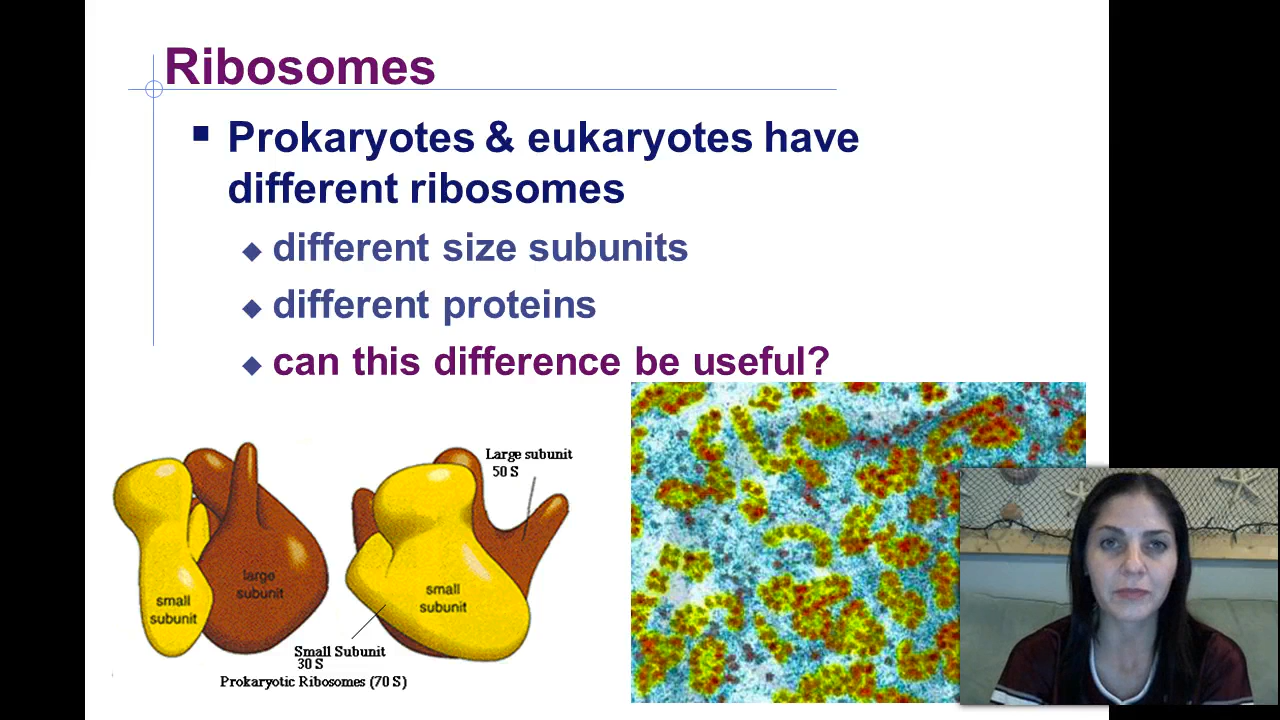 Ribosomes
Prokaryotes & eukaryotes have
different ribosomes
different size subunits
different proteins
can this difference be useful?
Large subunit
50 S
large
subunit
small
subunit
small
subunit
Small Subunit
30 S
Prokaryotic Ribosomes (70 S)